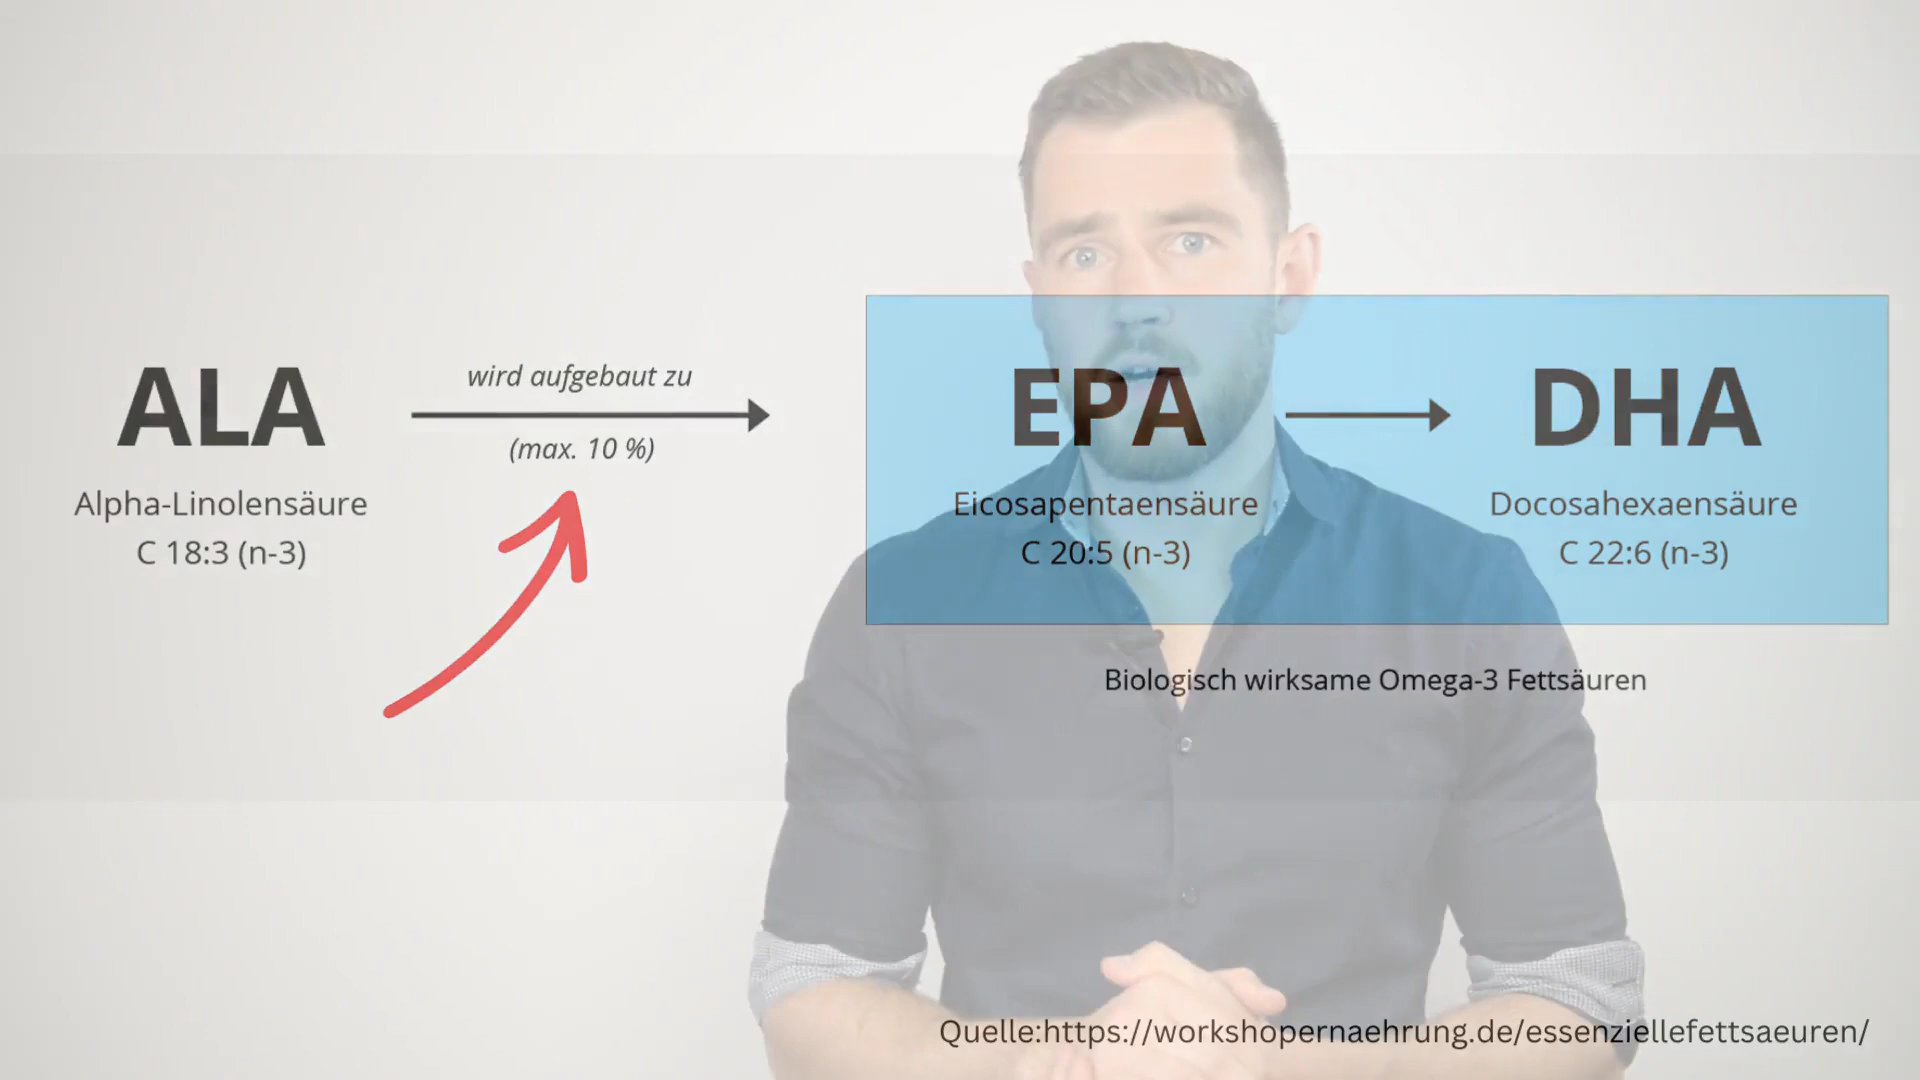 ALA
Alpha-Linolensäure
C 18:3 (n-3)
wird aufgebaut zu
(max. 10 %)
EPA
Eicosapentaensäure
C 20:5 (n-3)
DHA
Docosahexaensäure
C 22:6 (n-3)
Biologisch wirksame Omega-3 Fettsäuren
Quelle:https://workshopernaehrung.de/essenziellefettsaeuren/